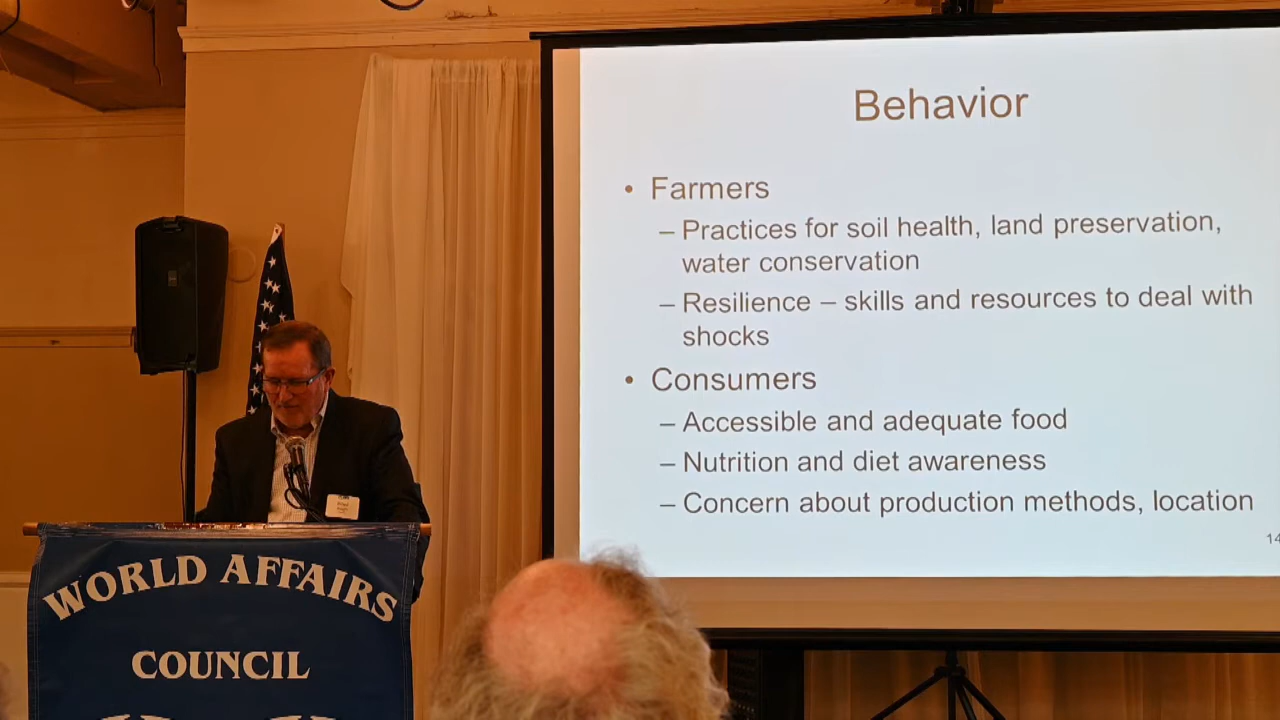 Behavior
• Farmers
– Practices for soil health, land preservation,
water conservation
– Resilience – skills and resources to deal with
shocks
• Consumers
– Accessible and adequate food
– Nutrition and diet awareness
– Concern about production methods, location
14
WORLD AFFAIRS
COUNCIL